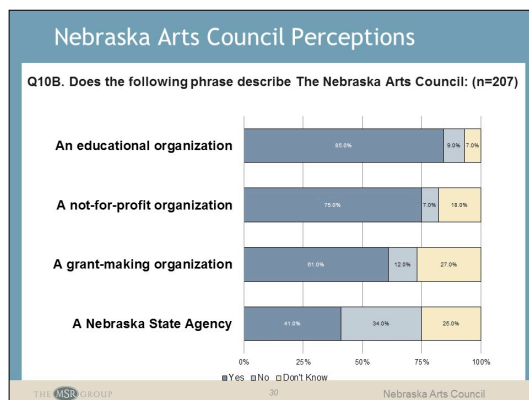 Nebraska Arts Council Perceptions
Q10B. Does the following phrase describe The Nebraska Arts Council: (n=207)
An educational organization
85.0% 9.0% 7.0%
A not-for-profit organization
75.0% 7.0% 18.0%
A grant-making organization
61.0% 12.0% 27.0%
A Nebraska State Agency
41.0% 34.0% 25.0%
0% 25% 50% 75% 100%
Yes No Don't Know
THE MSR GROUP 30 Nebraska Arts Council